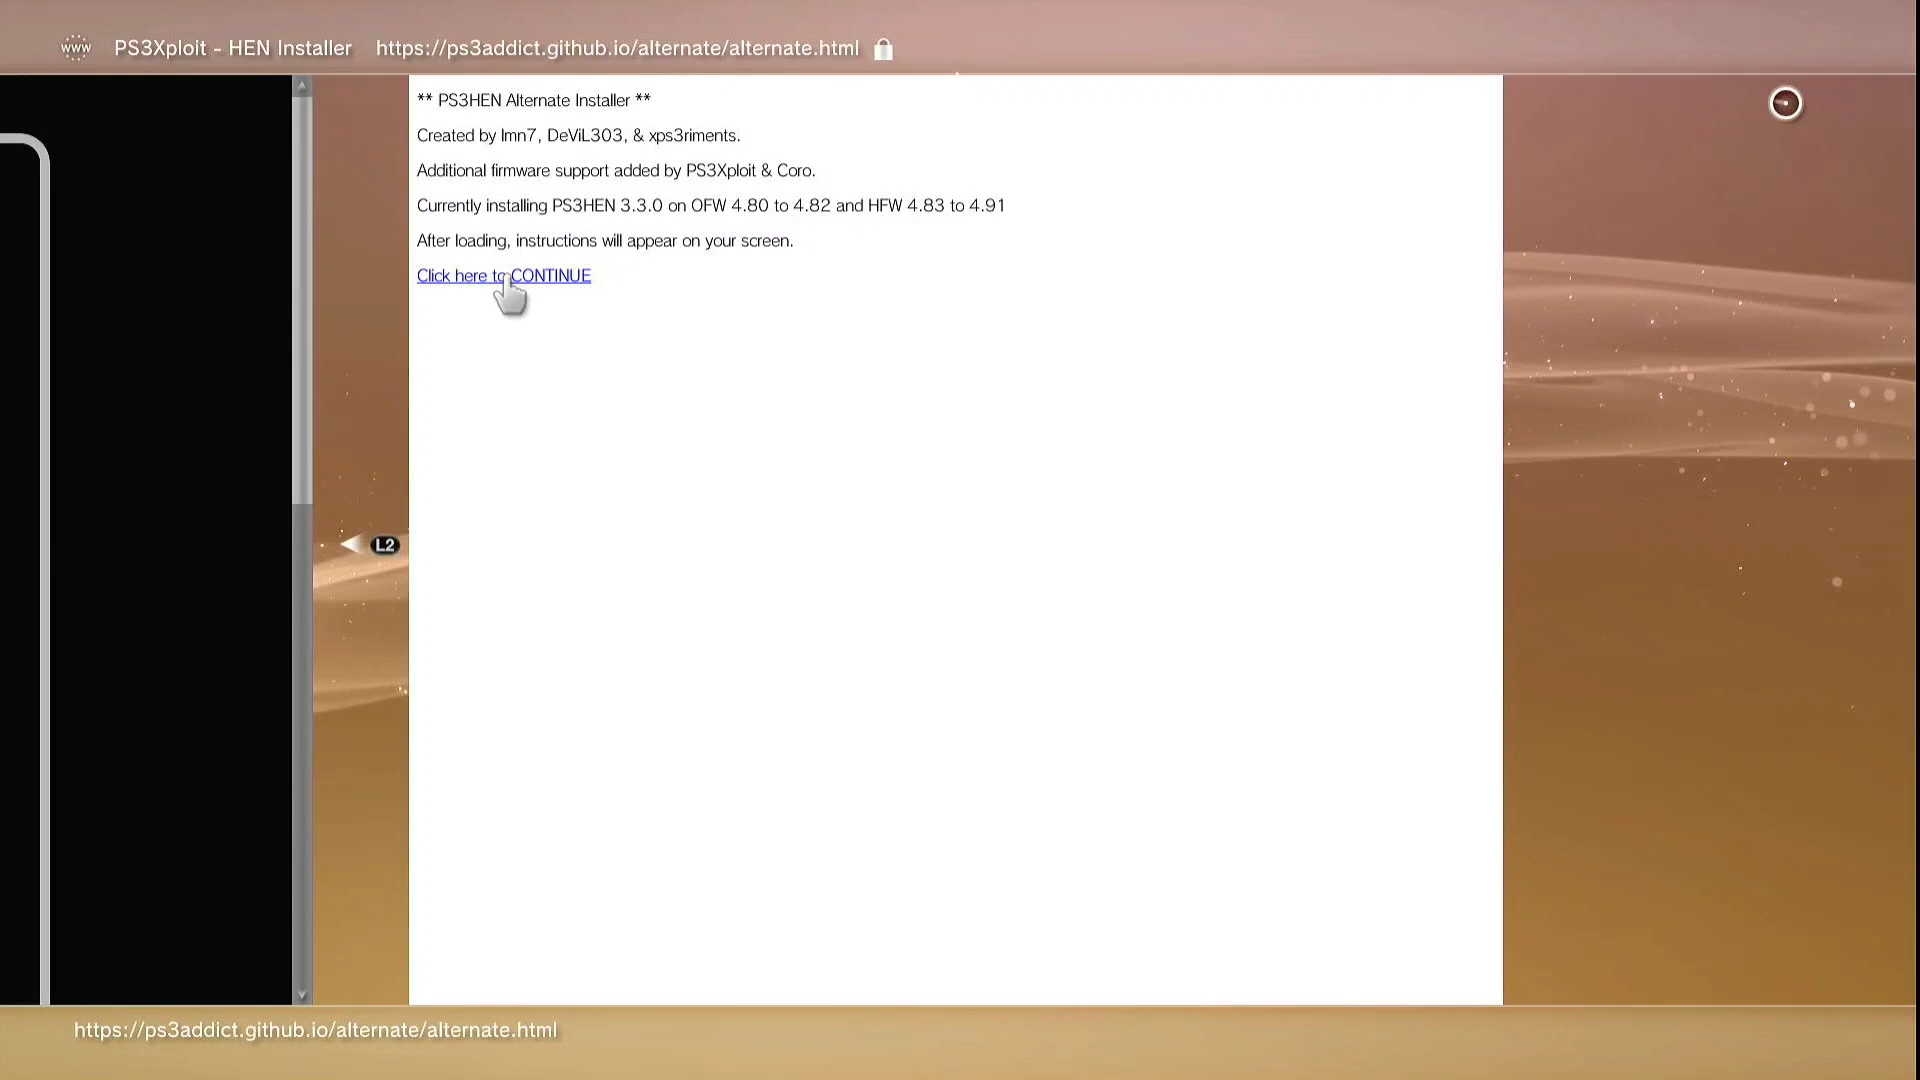 www PS3Xploit - HEN Installer https://ps3addict.github.io/alternate/alternate.html
** PS3HEN Alternate Installer **
Created by lmn7, DeViL303, & xps3riments.
Additional firmware support added by PS3Xploit & Coro.
Currently installing PS3HEN 3.3.0 on OFW 4.80 to 4.82 and HFW 4.83 to 4.91
After loading, instructions will appear on your screen.
Click here to CONTINUE
L2
https://ps3addict.github.io/alternate/alternate.html